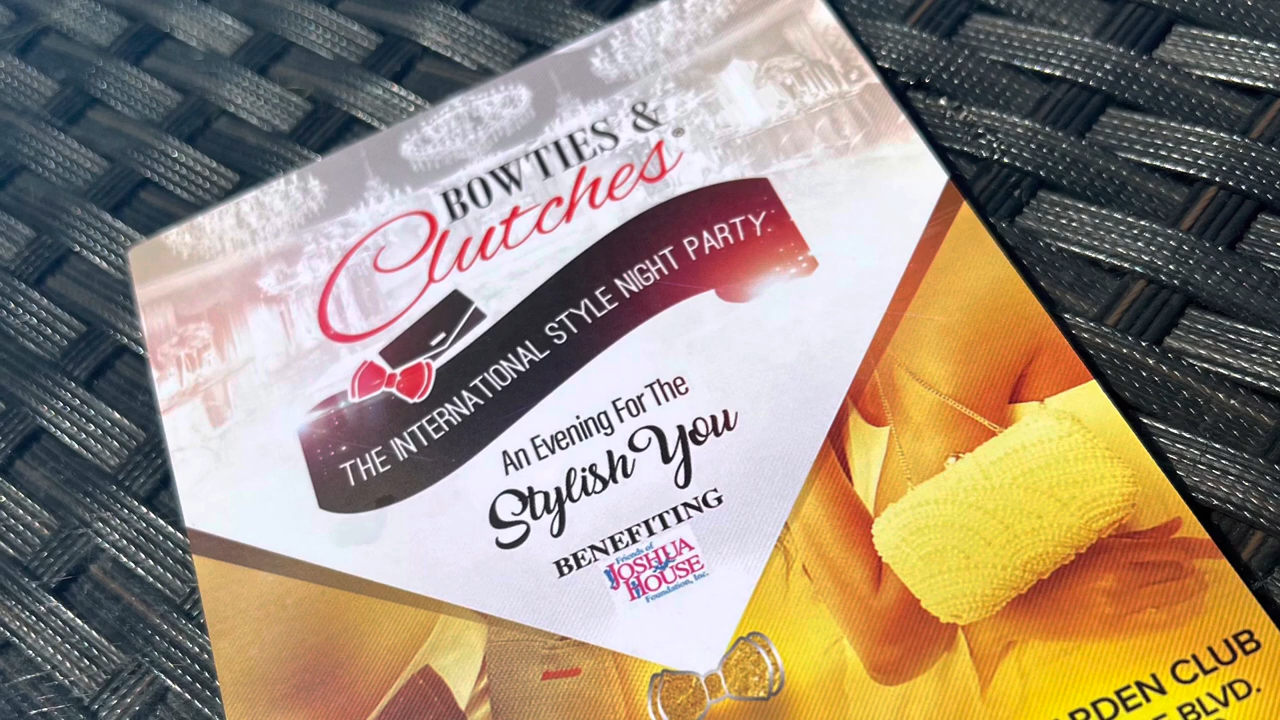 BOWTIES &
Clutches®
THE INTERNATIONAL STYLE NIGHT PARTY.
An Evening For The
Stylish You
BENEFITING
Friends of
JOSHUA
HOUSE
Foundation, Inc.
CLUB
BLVD.